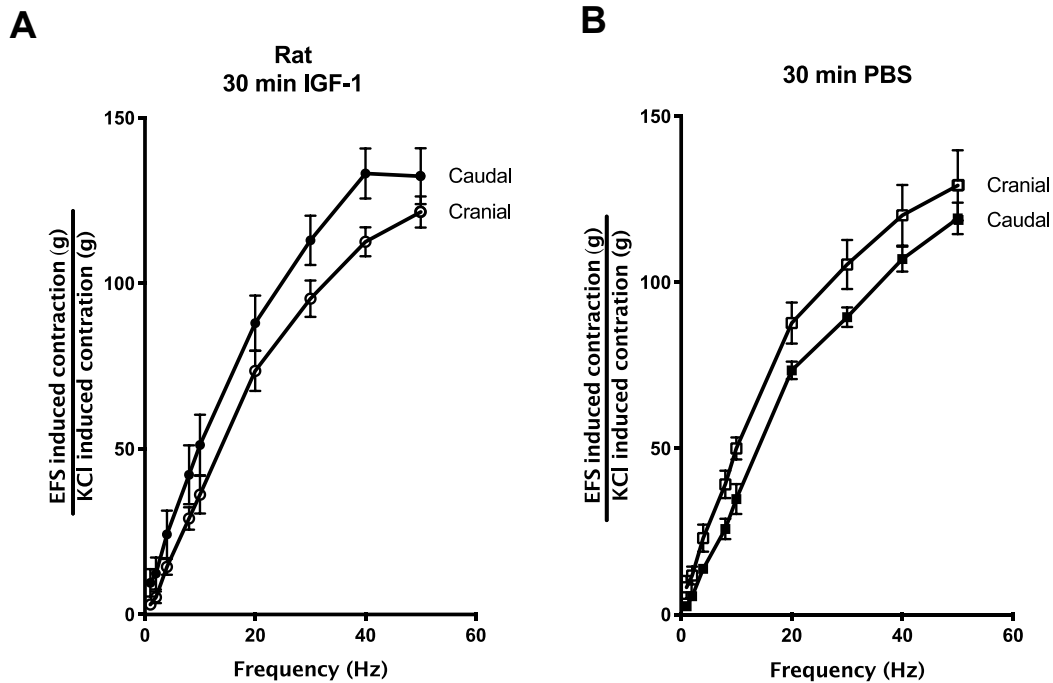 A
Rat
30 min IGF-1
150
100
50
0
EFS induced contraction (g)
KCl induced contration (g)
Caudal
Cranial
0
20
40
60
Frequency (Hz)
B
30 min PBS
150
100
50
0
EFS induced contraction (g)
KCl induced contration (g)
Cranial
Caudal
0
20
40
60
Frequency (Hz)